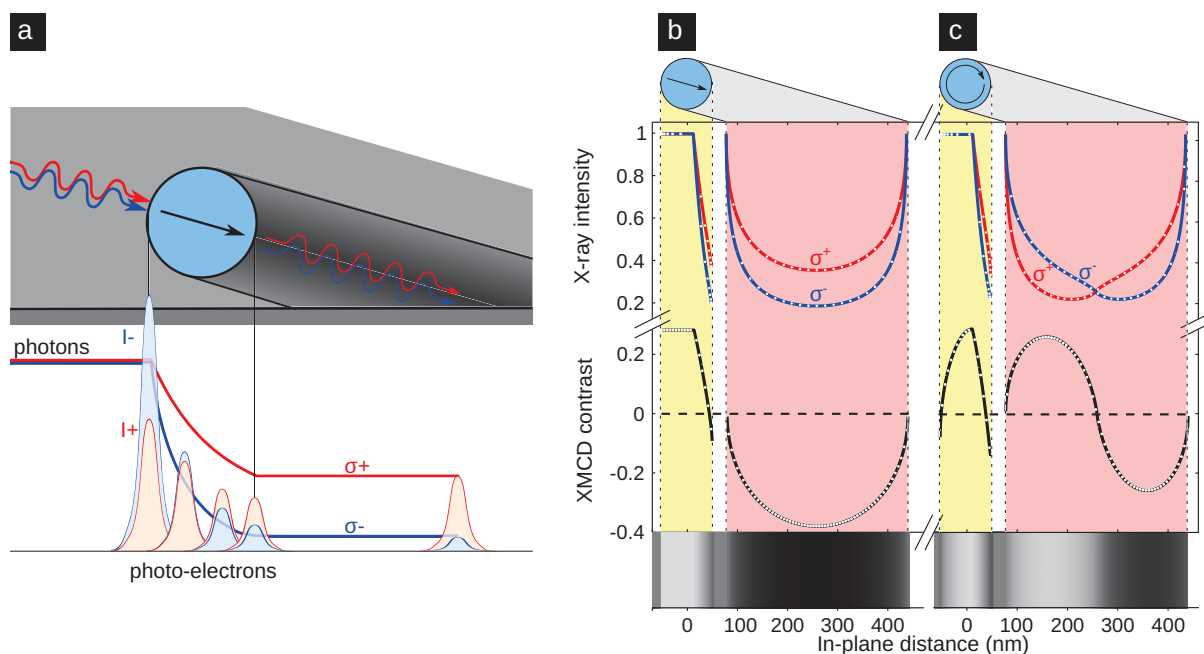 a
photons
I-
I+
σ+
σ-
photo-electrons
b
c
X-ray intensity
1
0.8
0.6
0.4
0.2
σ+
σ-
σ+
σ-
XMCD contrast
0.2
0
-0.2
-0.4
0 100 200 300 400 0 100 200 300 400
In-plane distance (nm)